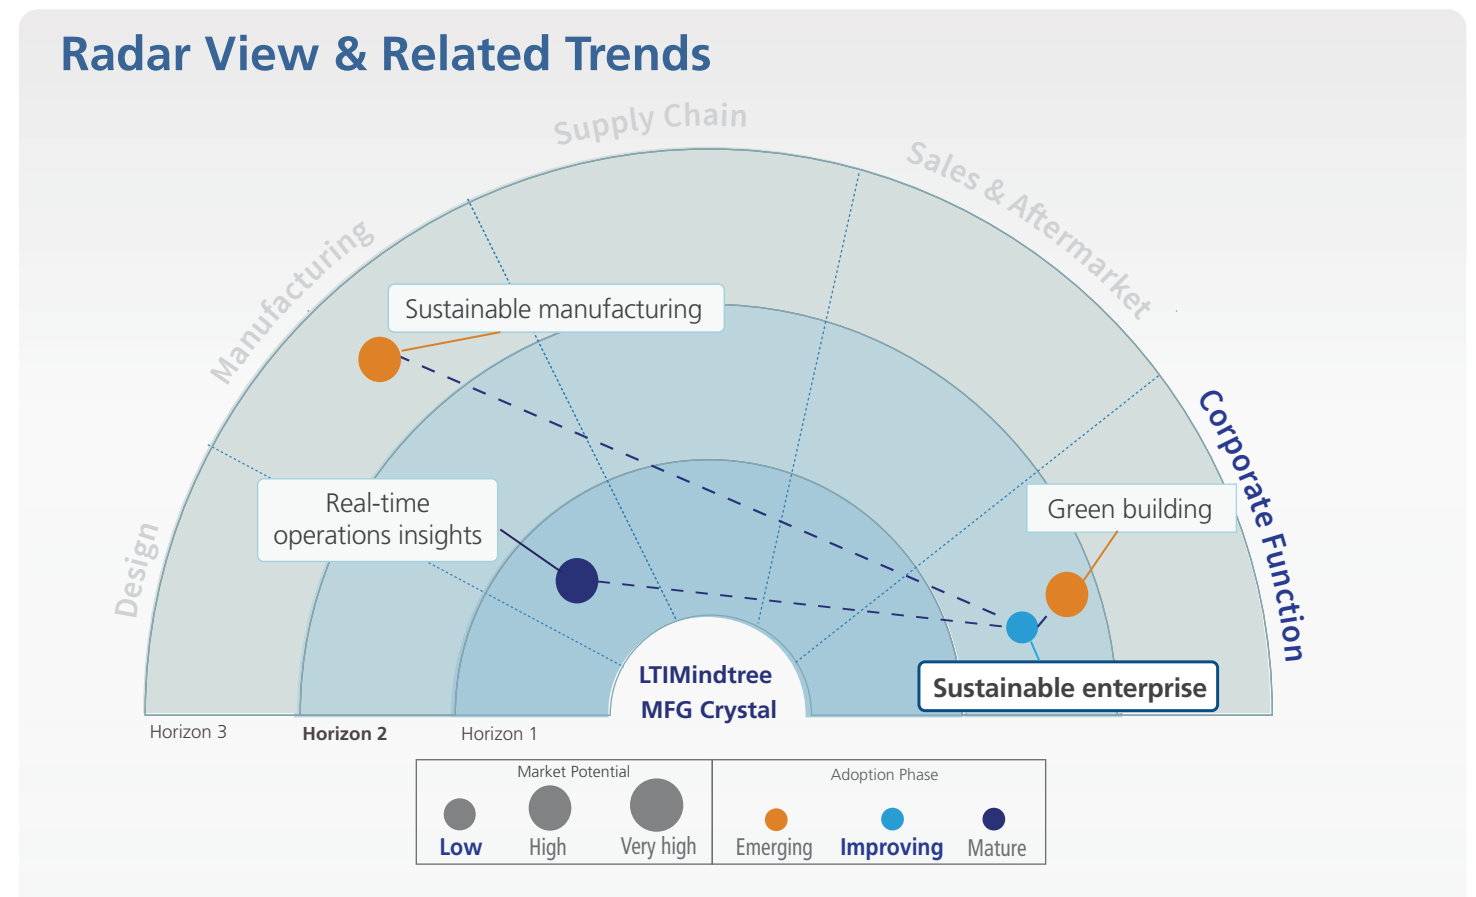 Radar View & Related Trends
Supply Chain
Sales & Aftermarket
Manufacturing
Corporate Function
Design
Sustainable manufacturing
Real-time
operations insights
Green building
Sustainable enterprise
LTIMindtree
MFG Crystal
Horizon 3
Horizon 2
Horizon 1
Market Potential
Low
High
Very high
Adoption Phase
Emerging
Improving
Mature